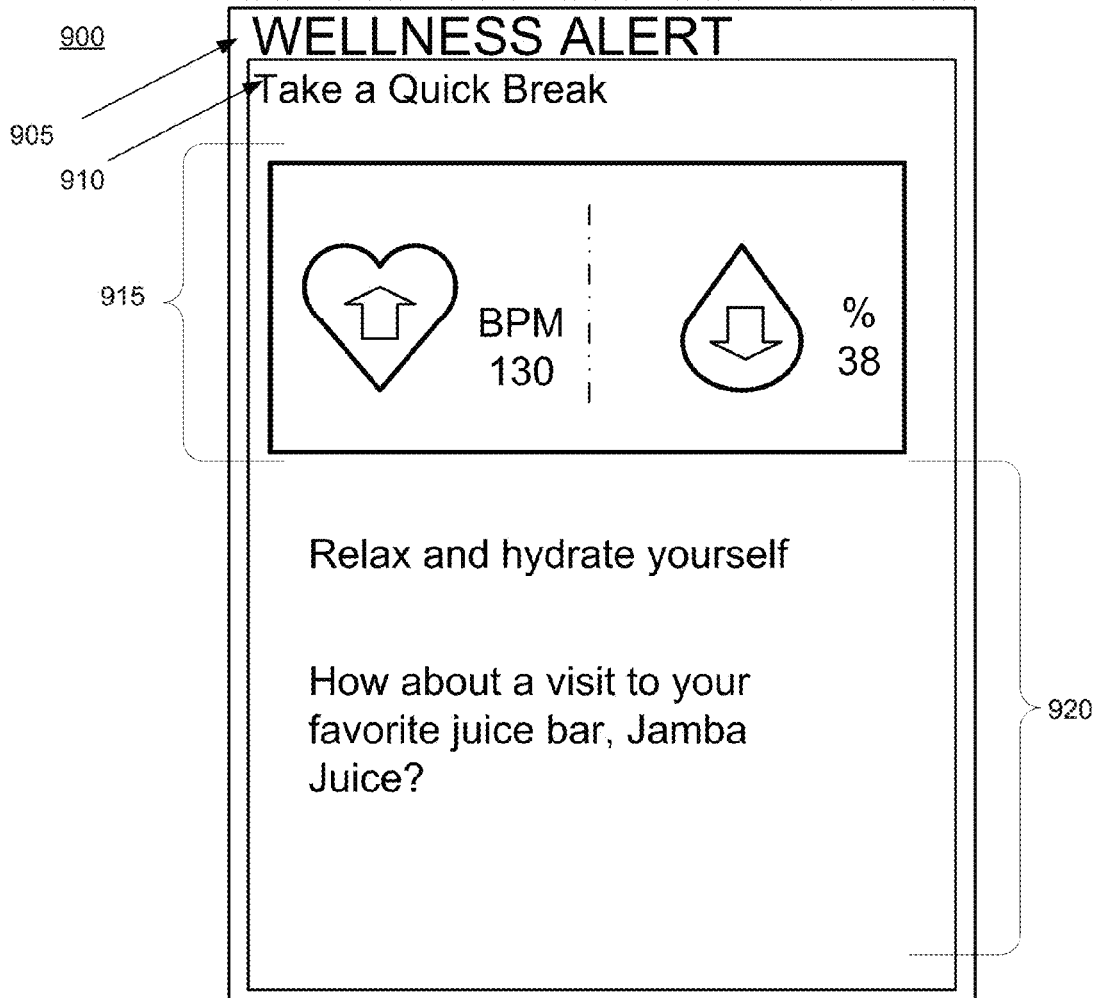 900
WELLNESS ALERT
Take a Quick Break
905
910
915
BPM
130
%
38
Relax and hydrate yourself
How about a visit to your
favorite juice bar, Jamba
Juice?
920